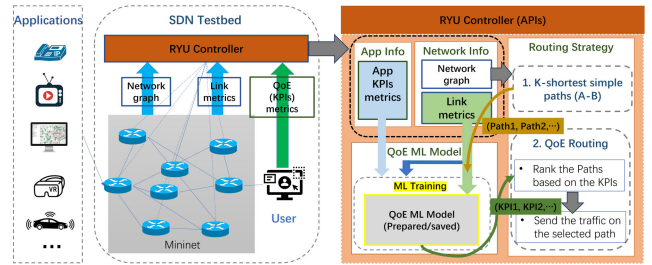 Applications
VR
...
SDN Testbed
RYU Controller
Network
graph
Link
metrics
QoE
(KPIs)
metrics
User
Mininet
RYU Controller (APIs)
App Info
App
KPIs
metrics
Network Info
Network
graph
Link
metrics
Routing Strategy
1. K-shortest simple
paths (A-B)
(Path1, Path2,···)
QoE ML Model
ML Training
QoE ML Model
(Prepared/saved)
2. QoE Routing
• Rank the Paths
based on the KPIs
(KPI1, KPI2,···)
• Send the traffic on
the selected path